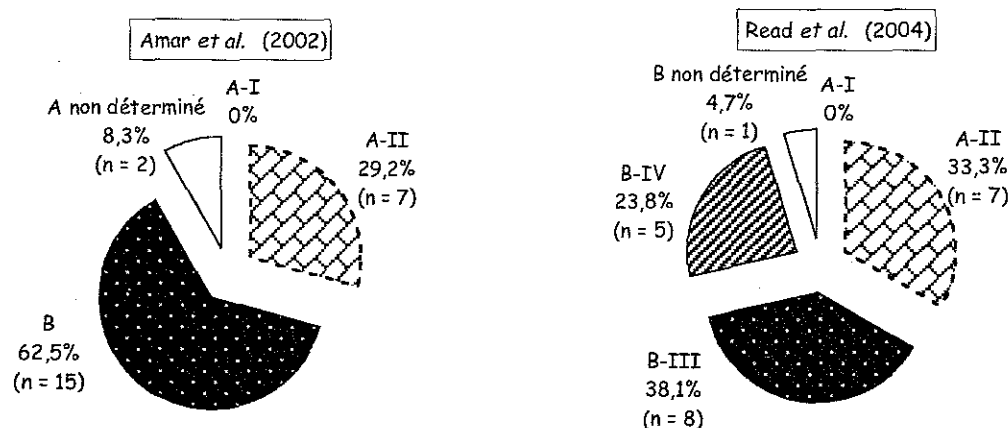 Amar et al. (2002)
A non déterminé
8,3%
(n = 2)
A-I
0%
A-II
29,2%
(n = 7)
B
62,5%
(n = 15)
Read et al. (2004)
B non déterminé
4,7%
(n = 1)
A-I
0%
A-II
33,3%
(n = 7)
B-IV
23,8%
(n = 5)
B-III
38,1%
(n = 8)